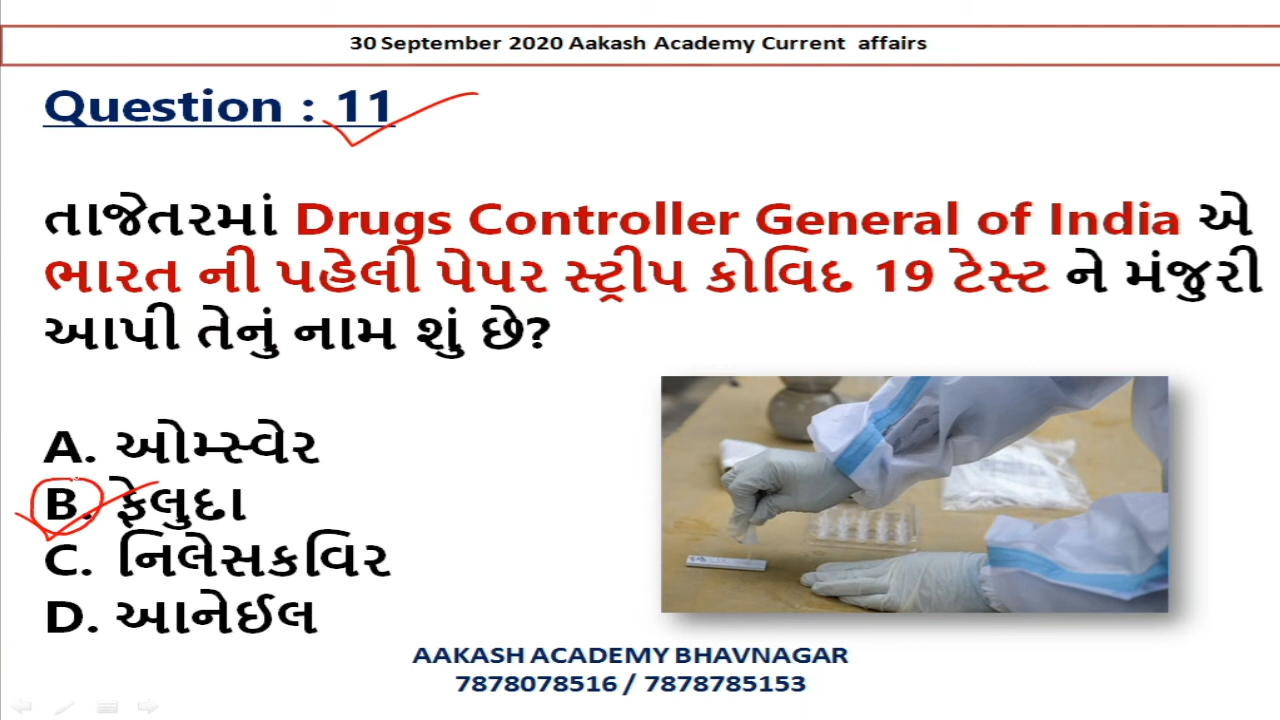 30 September 2020 Aakash Academy Current affairs
Question : 11
તાજેતરમાં Drugs Controller General of India એ
ભારત ની પહેલી પેપર સ્ટ્રીપ કોવિદ 19 ટેસ્ટ ને મંજુરી
આપી તેનું નામ શું છે?
A. ઓમ્સ્વેર
B. ફેલુદા
C. નિલેસકવિર
D. આનેઈલ
AAKASH ACADEMY BHAVNAGAR
7878078516 / 7878785153